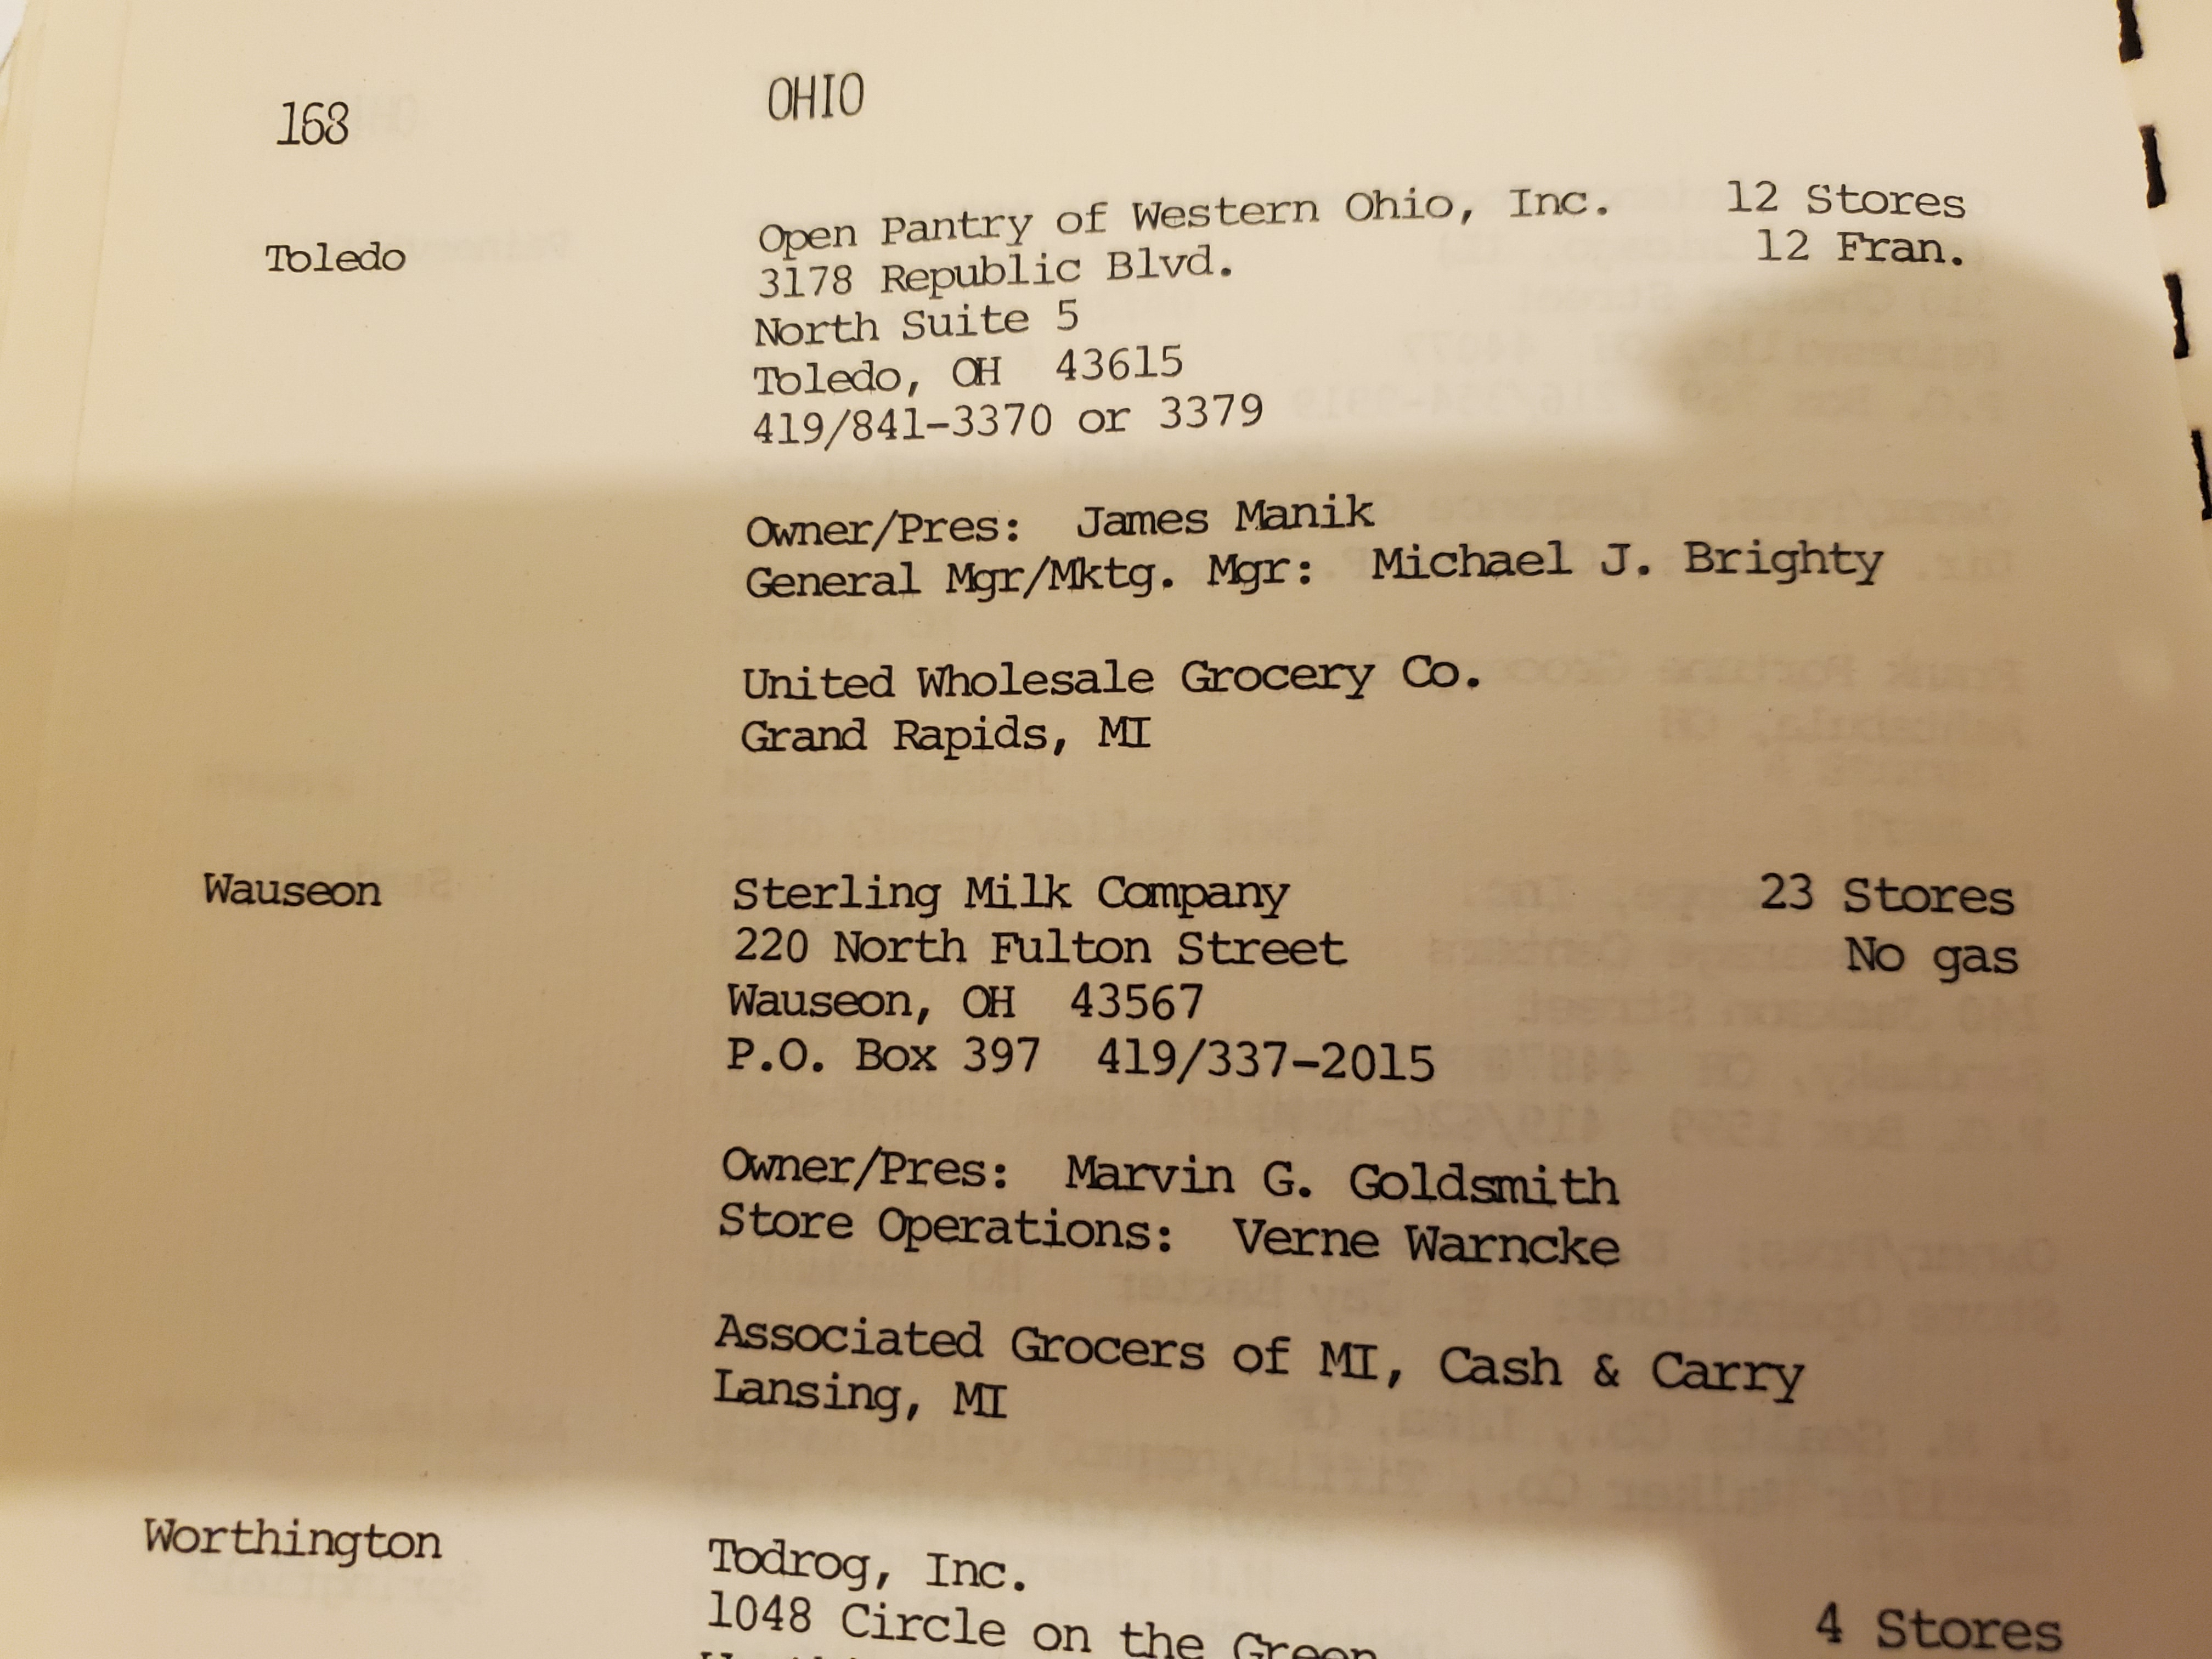 168
OHIO
Toledo
Open Pantry of Western Ohio, Inc. 12 Stores
3178 Republic Blvd. 12 Fran.
North Suite 5
Toledo, OH 43615
419/841-3370 or 3379
Owner/Pres: James Manik
General Mgr/Mktg. Mgr: Michael J. Brighty
United Wholesale Grocery Co.
Grand Rapids, MI
Wauseon
Sterling Milk Company 23 Stores
220 North Fulton Street No gas
Wauseon, OH 43567
P.O. Box 397 419/337-2015
Owner/Pres: Marvin G. Goldsmith
Store Operations: Verne Warncke
Associated Grocers of MI, Cash & Carry
Lansing, MI
Worthington
Todrog, Inc.
1048 Circle on the Green 4 Stores